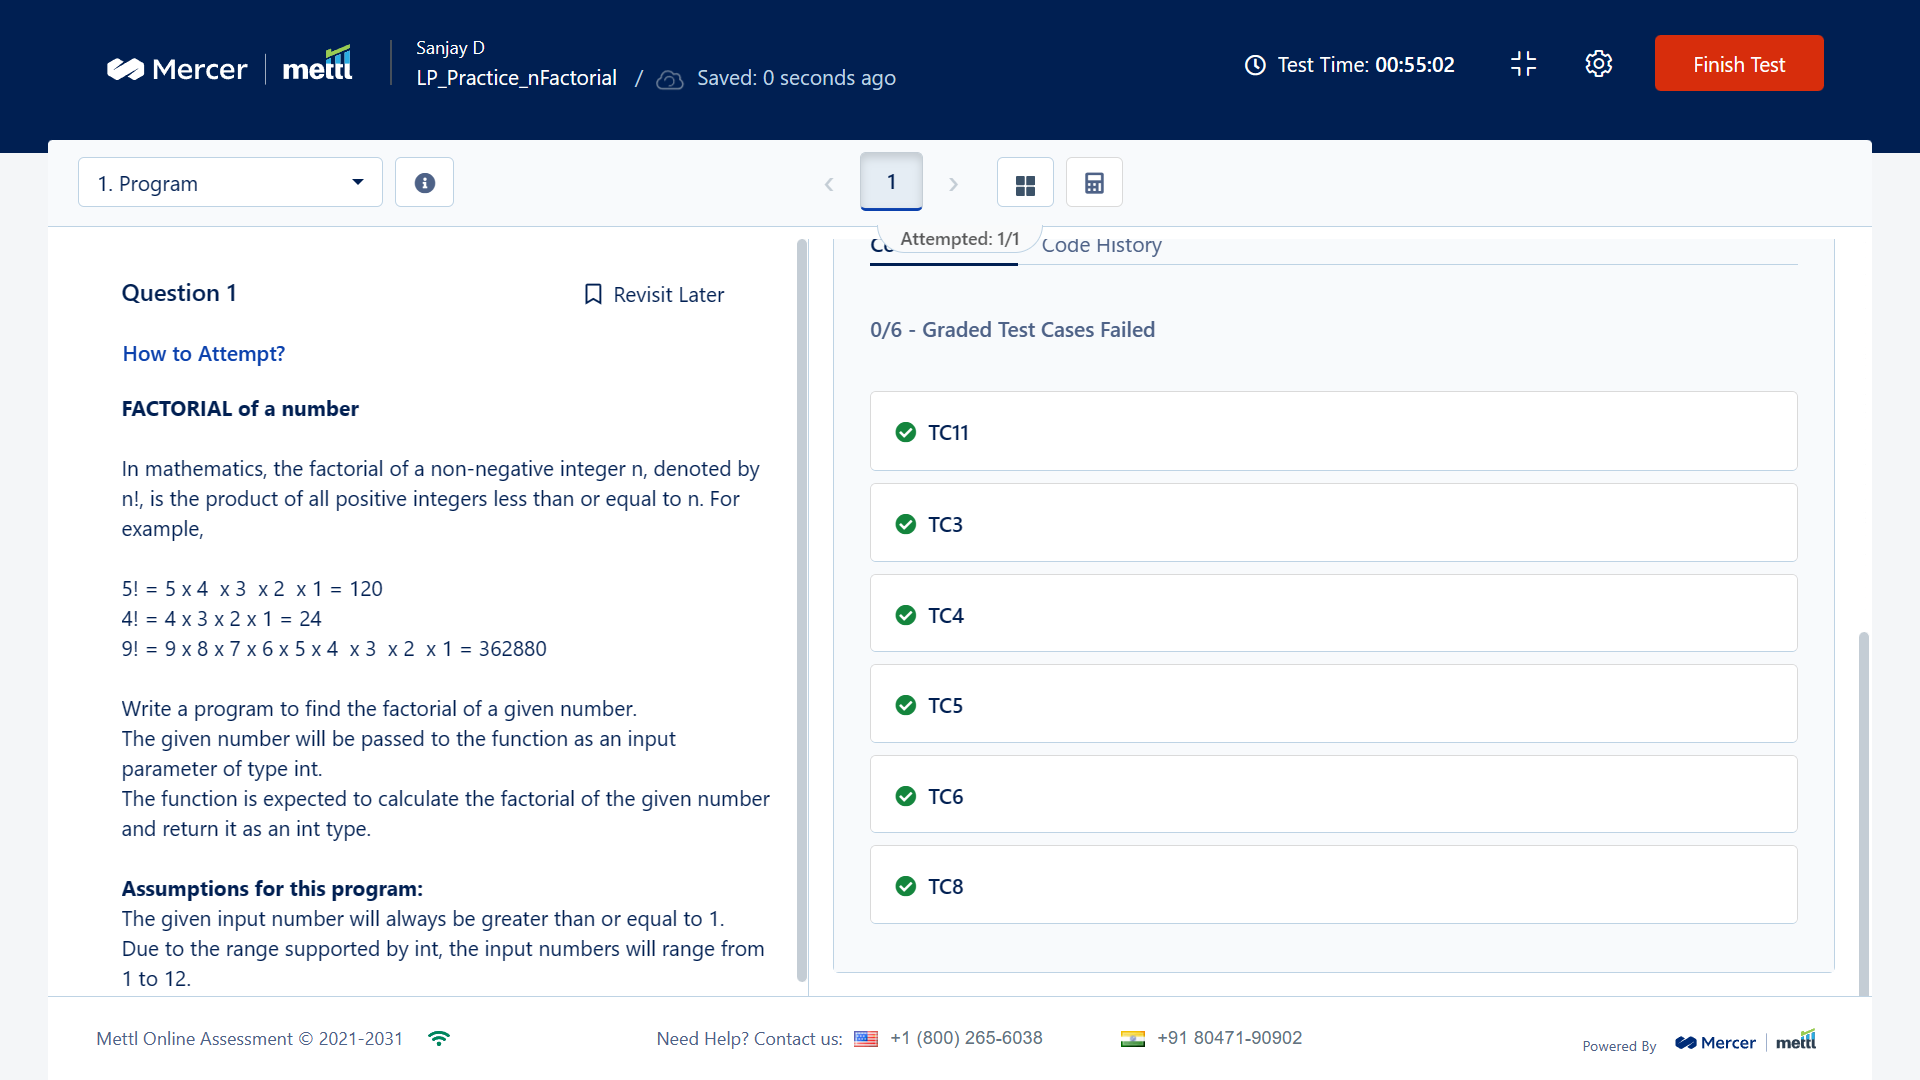 Mercer mettl
Sanjay D
LP_Practice_nFactorial / Saved: 0 seconds ago
Test Time: 00:55:02
Finish Test
1. Program
1
Attempted: 1/1
Code History
Question 1
Revisit Later
How to Attempt?
FACTORIAL of a number
In mathematics, the factorial of a non-negative integer n, denoted by
n!, is the product of all positive integers less than or equal to n. For
example,
5! = 5 x 4 x 3 x 2 x 1 = 120
4! = 4 x 3 x 2 x 1 = 24
9! = 9 x 8 x 7 x 6 x 5 x 4 x 3 x 2 x 1 = 362880
Write a program to find the factorial of a given number.
The given number will be passed to the function as an input
parameter of type int.
The function is expected to calculate the factorial of the given number
and return it as an int type.
Assumptions for this program:
The given input number will always be greater than or equal to 1.
Due to the range supported by int, the input numbers will range from
1 to 12.
0/6 - Graded Test Cases Failed
TC11
TC3
TC4
TC5
TC6
TC8
Mettl Online Assessment © 2021-2031
Need Help? Contact us: +1 (800) 265-6038
+91 80471-90902
Powered By Mercer mettl